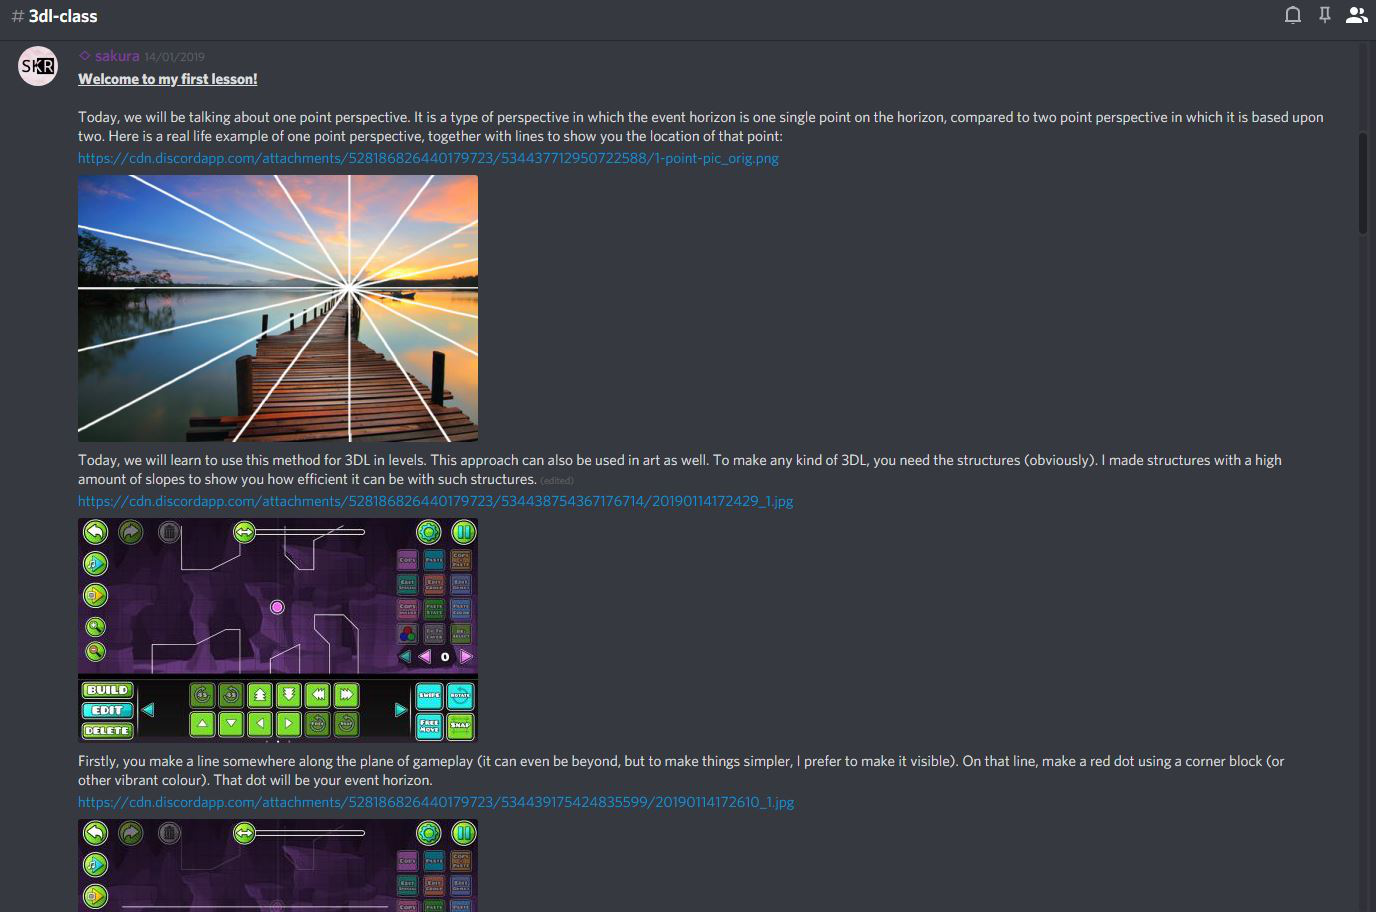 # 3dl-class
SKR
sakura 14/01/2019
Welcome to my first lesson!
Today, we will be talking about one point perspective. It is a type of perspective in which the event horizon is one single point on the horizon, compared to two point perspective in which it is based upon
two. Here is a real life example of one point perspective, together with lines to show you the location of that point:
https://cdn.discordapp.com/attachments/528186826440179723/534437712950722588/1-point-pic_orig.png
Today, we will learn to use this method for 3DL in levels. This approach can also be used in art as well. To make any kind of 3DL, you need the structures (obviously). I made structures with a high
amount of slopes to show you how efficient it can be with such structures. (edited)
https://cdn.discordapp.com/attachments/528186826440179723/534438754367176714/20190114172429_1.jpg
COPY PASTE COPY PASTE
EDIT SPECIAL EDIT GROUP EDIT OBJECT
COPY VALUES PASTE STATE PASTE COLOR
GO TO LAYER DE SELECT
0
BUILD
EDIT
DELETE
45 45
SWIPE ROTATE
FREE MOVE SNAP
Firstly, you make a line somewhere along the plane of gameplay (it can even be beyond, but to make things simpler, I prefer to make it visible). On that line, make a red dot using a corner block (or
other vibrant colour). That dot will be your event horizon.
https://cdn.discordapp.com/attachments/528186826440179723/534439175424835599/20190114172610_1.jpg
COPY PASTE COPY PASTE
EDIT SPECIAL EDIT GROUP EDIT OBJECT